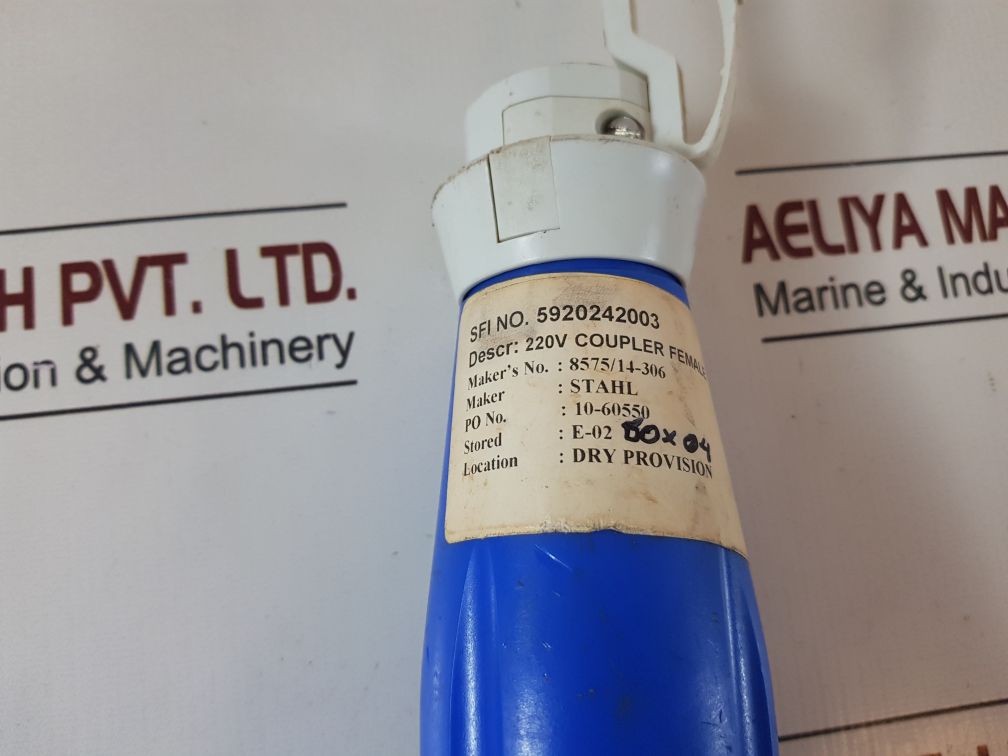 H PVT. LTD.
ion & Machinery
AELIYA MA
Marine & Indu
SFI NO. 5920242003
Descr: 220V COUPLER FEMALE
Maker's No. : 8575/14-306
Maker : STAHL
PO No. : 10-60550
Stored : E-02 BOX 04
Location : DRY PROVISION